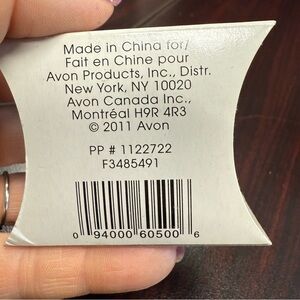 Made in China for/
Fait en Chine pour
Avon Products, Inc., Distr.
New York, NY 10020
Avon Canada Inc.,
Montréal H9R 4R3
© 2011 Avon
PP # 1122722
F3485491
0 94000 60500 6